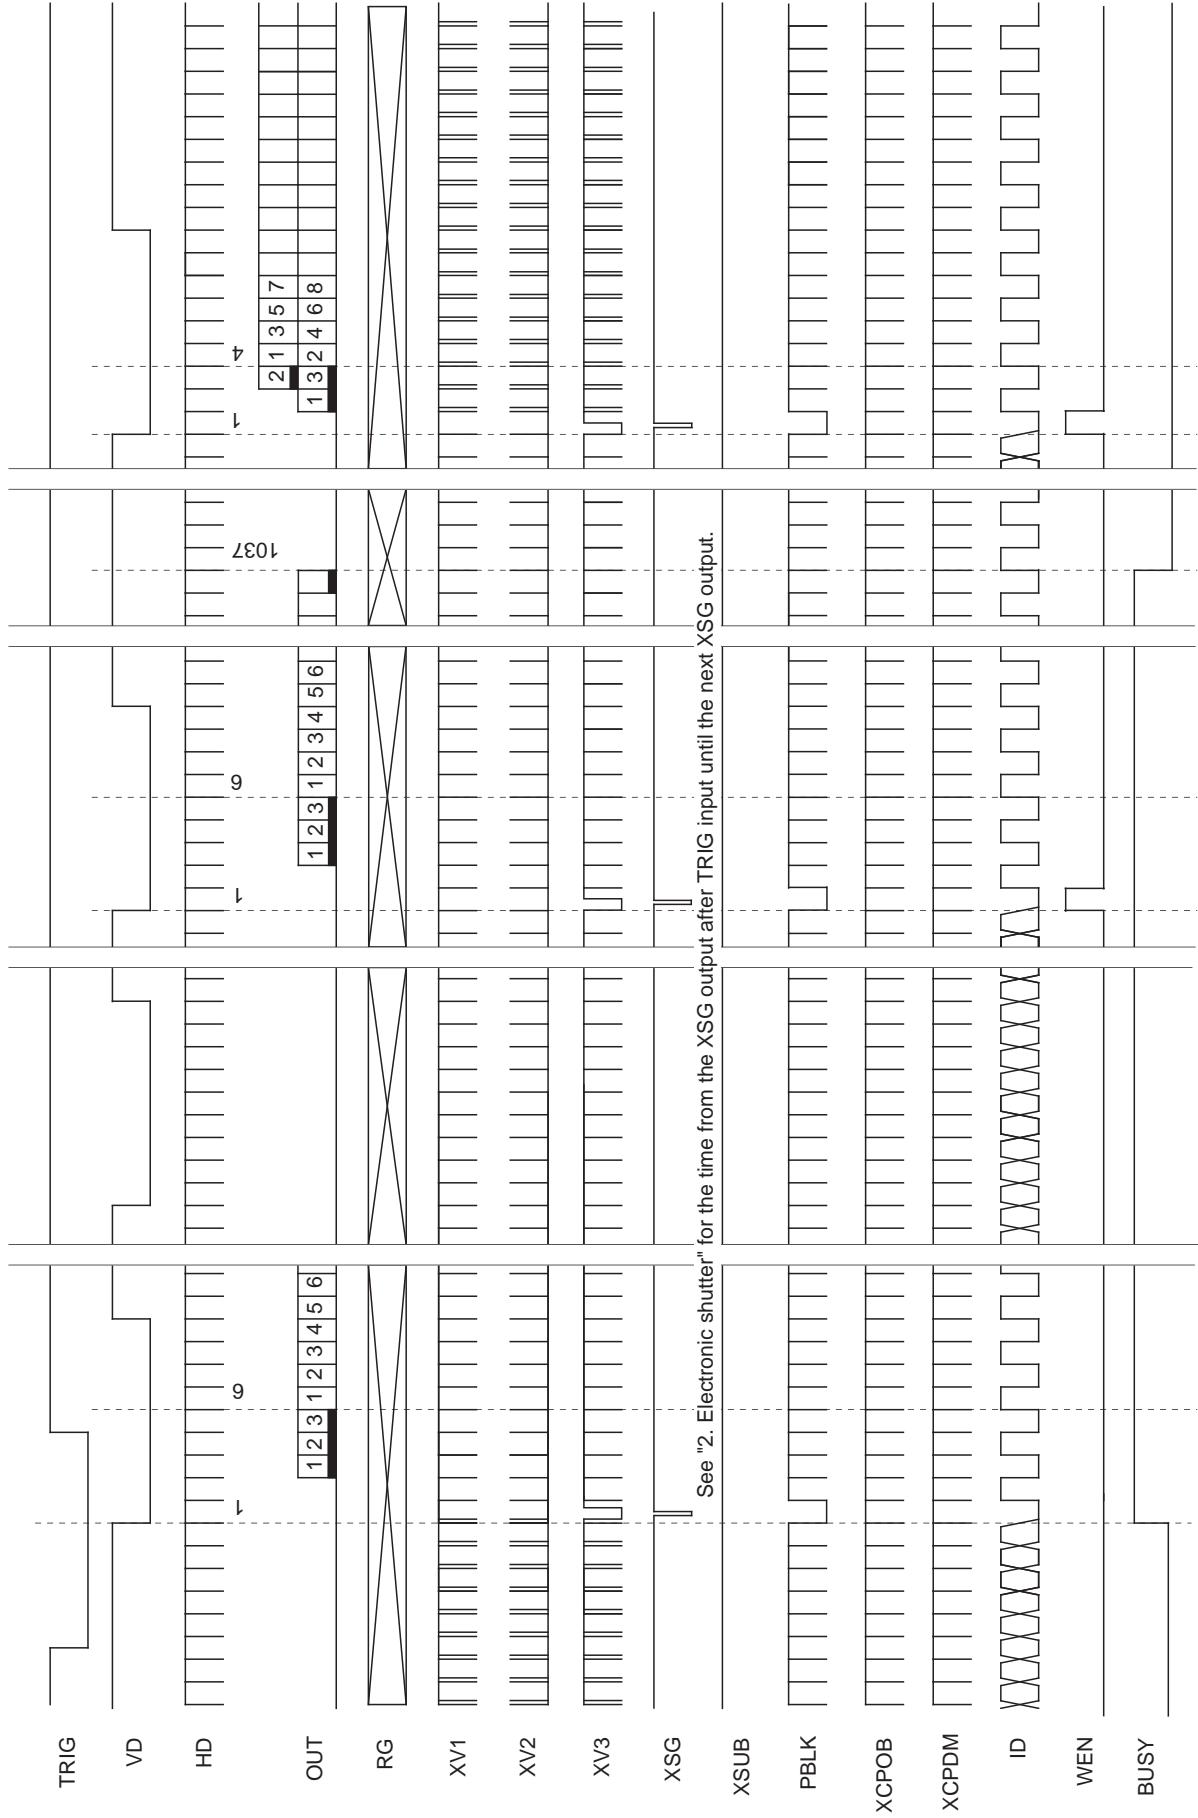 TRIG
VD
HD
1 6 1 6 1037 1 4
2 1 3 5 7
OUT
1 2 3 1 2 3 4 5 6 1 2 3 1 2 3 4 5 6 1 3 2 4 6 8
RG
XV1
XV2
XV3
XSG
See "2. Electronic shutter" for the time from the XSG output after TRIG input until the next XSG output.
XSUB
PBLK
XCPOB
XCPDM
ID
WEN
BUSY